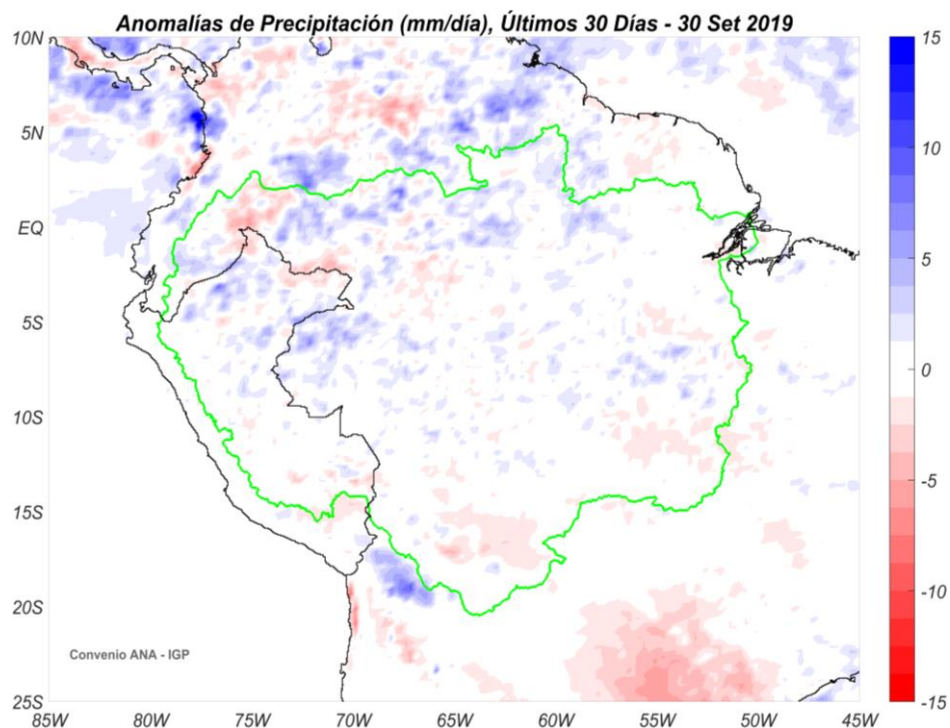 Anomalías de Precipitación (mm/día), Últimos 30 Días - 30 Set 2019
10N
5N
EQ
5S
10S
15S
20S
25S
Convenio ANA - IGP
85W 80W 75W 70W 65W 60W 55W 50W 45W
15
10
5
0
-5
-10
-15